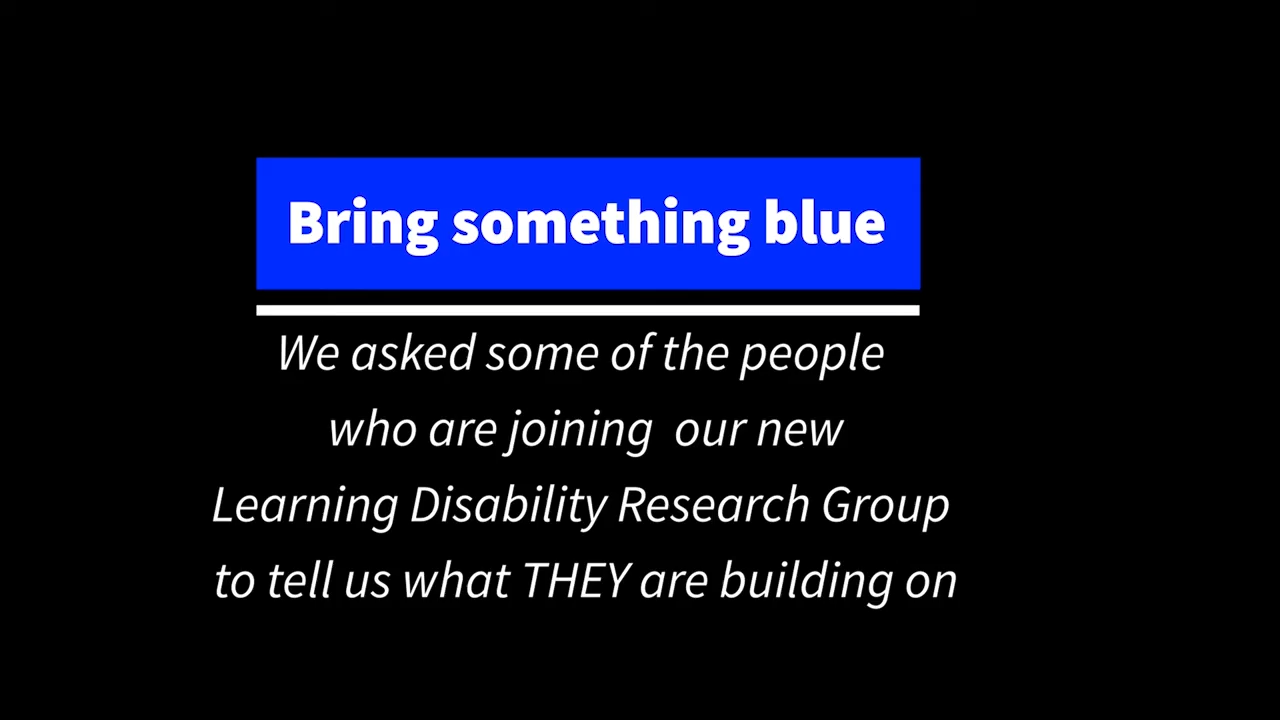 Bring something blue
We asked some of the people
who are joining  our new
Learning Disability Research Group
to tell us what THEY are building on